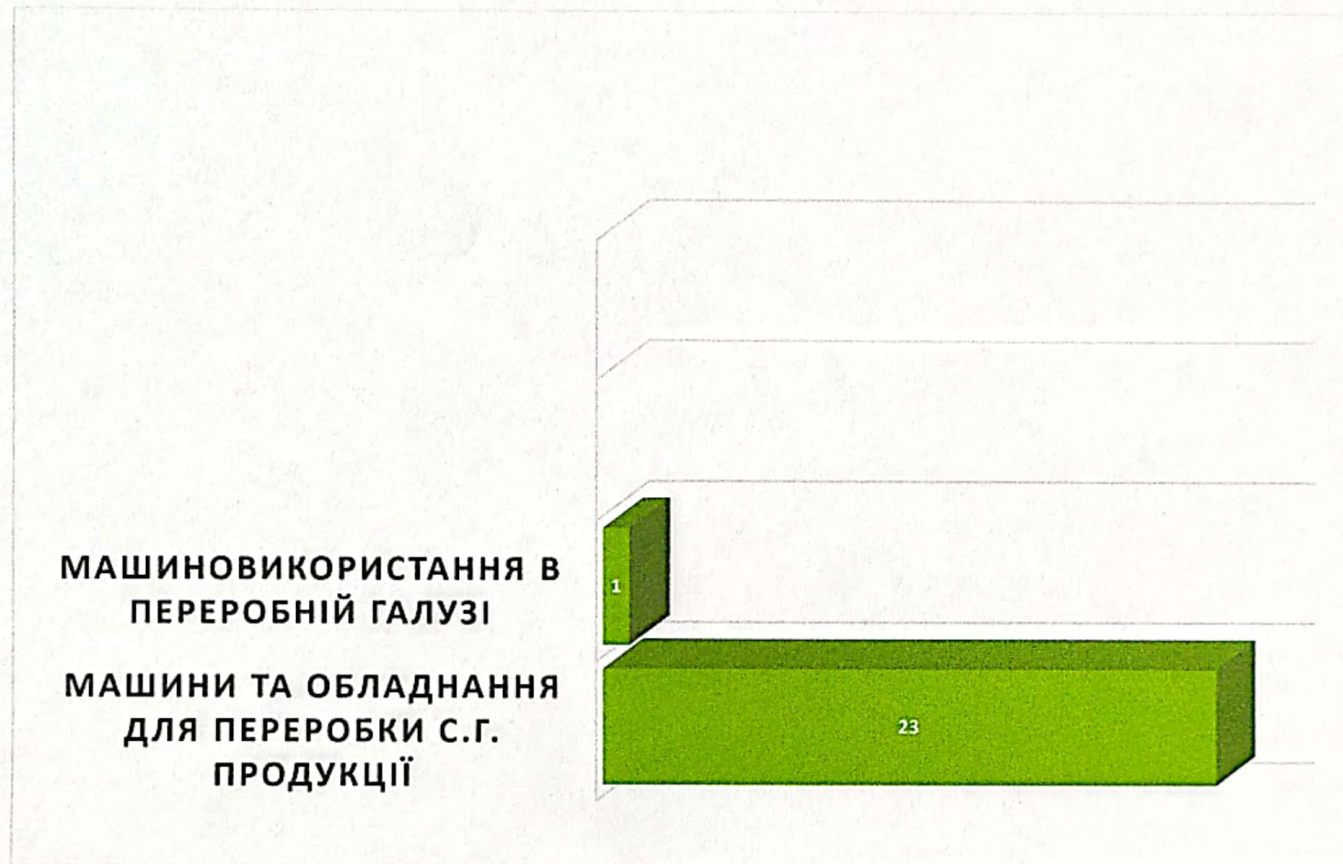 МАШИНОВИКОРИСТАННЯ В
ПЕРЕРОБНІЙ ГАЛУЗІ
1
МАШИНИ ТА ОБЛАДНАННЯ
ДЛЯ ПЕРЕРОБКИ С.Г.
ПРОДУКЦІЇ
23